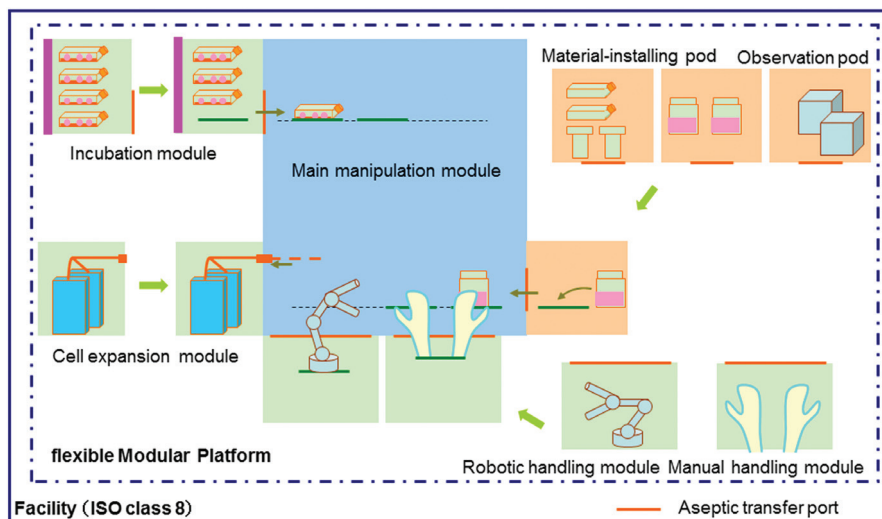 Material-installing pod
Observation pod
Incubation module
Main manipulation module
Cell expansion module
flexible Modular Platform
Robotic handling module
Manual handling module
Facility (ISO class 8)
Aseptic transfer port